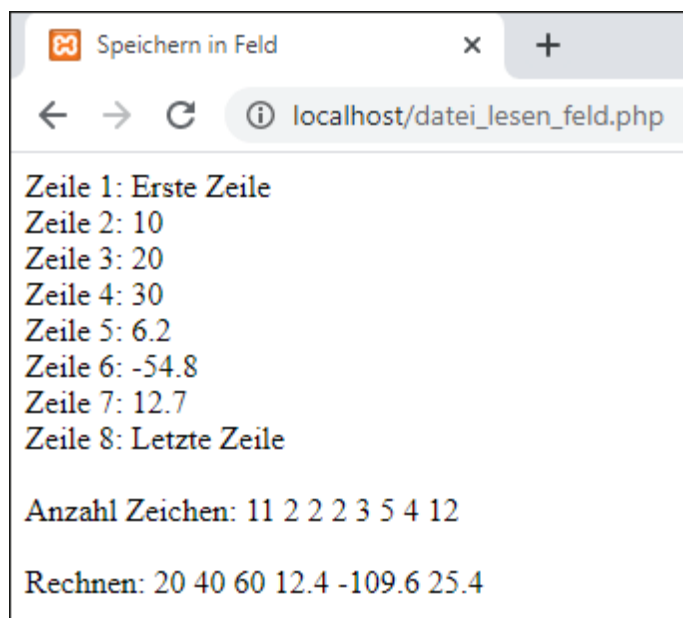 Speichern in Feld
localhost/datei_lesen_feld.php
Zeile 1: Erste Zeile
Zeile 2: 10
Zeile 3: 20
Zeile 4: 30
Zeile 5: 6.2
Zeile 6: -54.8
Zeile 7: 12.7
Zeile 8: Letzte Zeile
Anzahl Zeichen: 11 2 2 2 3 5 4 12
Rechnen: 20 40 60 12.4 -109.6 25.4